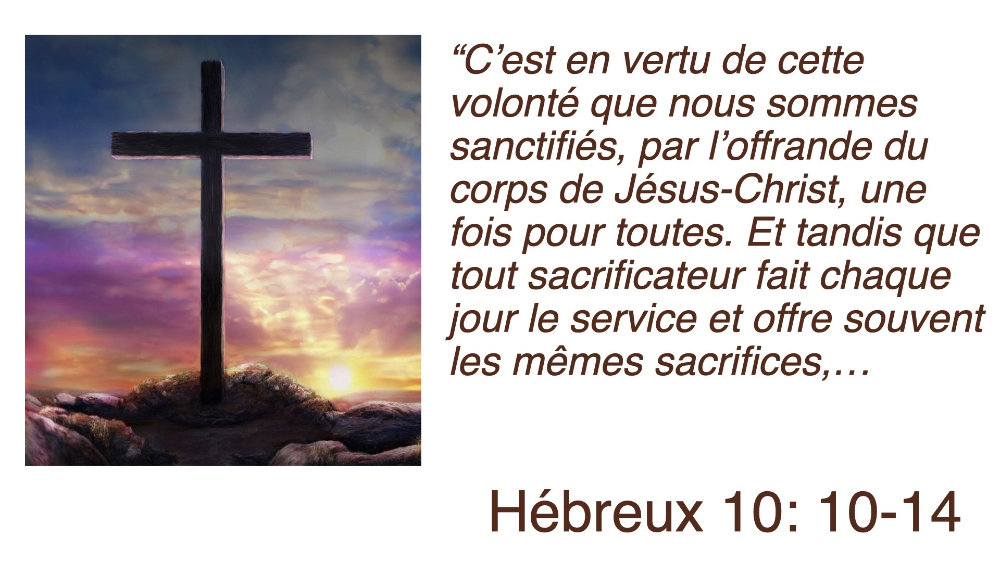 “C’est en vertu de cette
volonté que nous sommes
sanctifiés, par l’offrande du
corps de Jésus-Christ, une
fois pour toutes. Et tandis que
tout sacrificateur fait chaque
jour le service et offre souvent
les mêmes sacrifices,…
Hébreux 10: 10-14